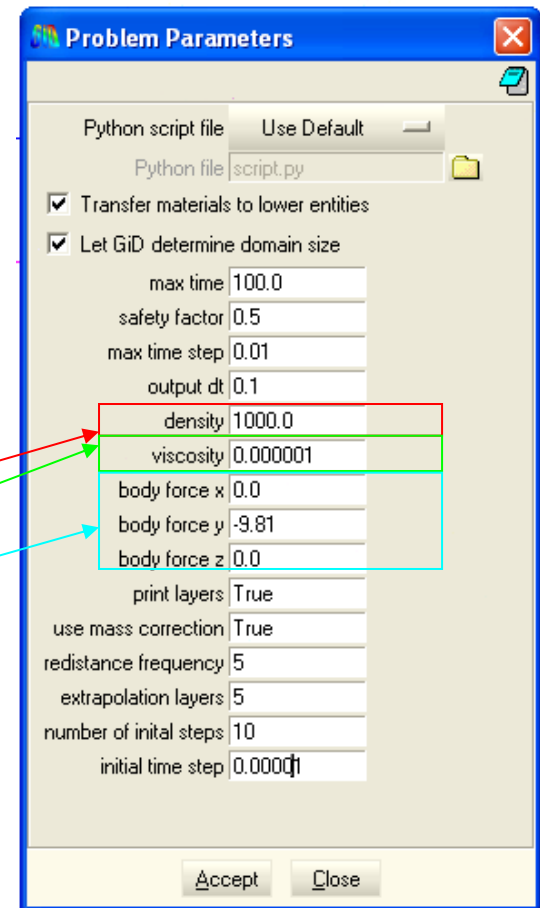 Problem Parameters
Python script file Use Default
Python file script.py
Transfer materials to lower entities
Let GiD determine domain size
max time 100.0
safety factor 0.5
max time step 0.01
output dt 0.1
density 1000.0
viscosity 0.000001
body force x 0.0
body force y -9.81
body force z 0.0
print layers True
use mass correction True
redistance frequency 5
extrapolation layers 5
number of inital steps 10
initial time step 0.00001
Accept Close